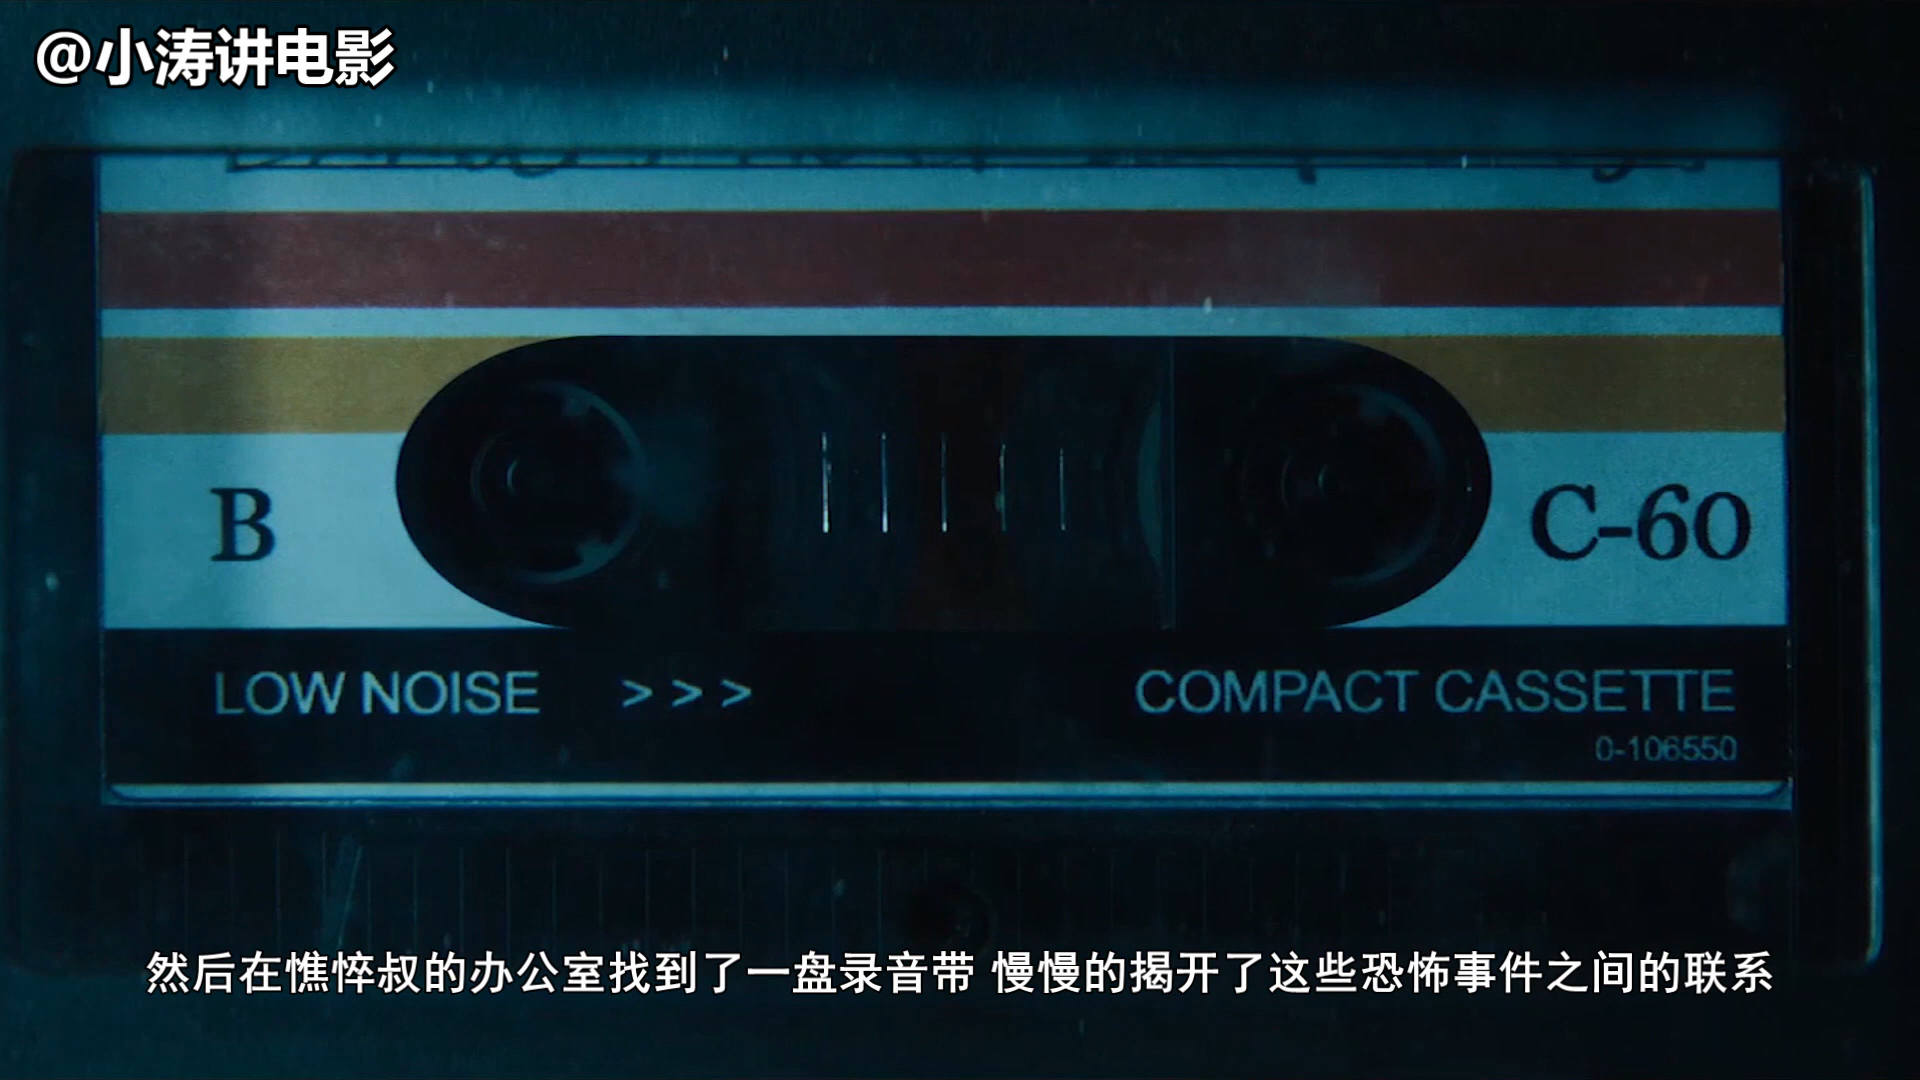 @小涛讲电影
B
C-60
LOW NOISE >>>
COMPACT CASSETTE
0-106550
然后在憔悴叔的办公室找到了一盘录音带 慢慢的揭开了这些恐怖事件之间的联系